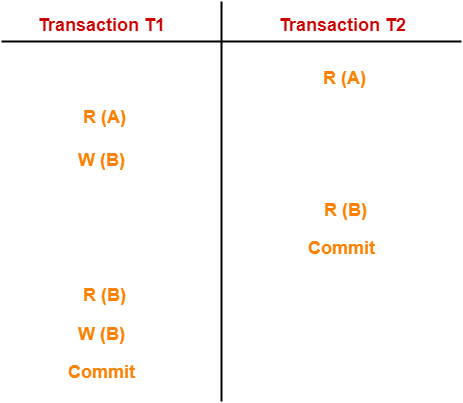 Transaction T1 Transaction T2
R (A)
R (A)
W (B)
R (B)
Commit
R (B)
W (B)
Commit